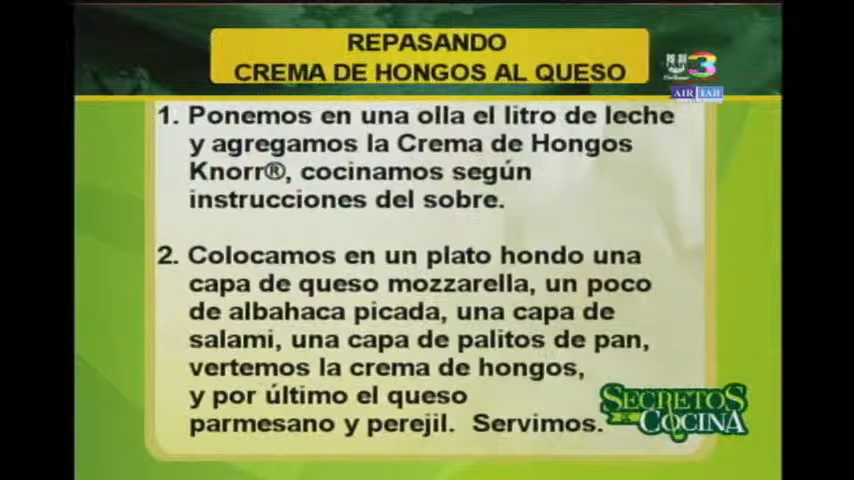 REPASANDO
CREMA DE HONGOS AL QUESO
3
AIR
1. Ponemos en una olla el litro de leche
y agregamos la Crema de Hongos
Knorr®, cocinamos según
instrucciones del sobre.
2. Colocamos en un plato hondo una
capa de queso mozzarella, un poco
de albahaca picada, una capa de
salami, una capa de palitos de pan,
vertemos la crema de hongos,
y por último el queso
parmesano y perejil. Servimos.
SECRETOS
DE COCINA